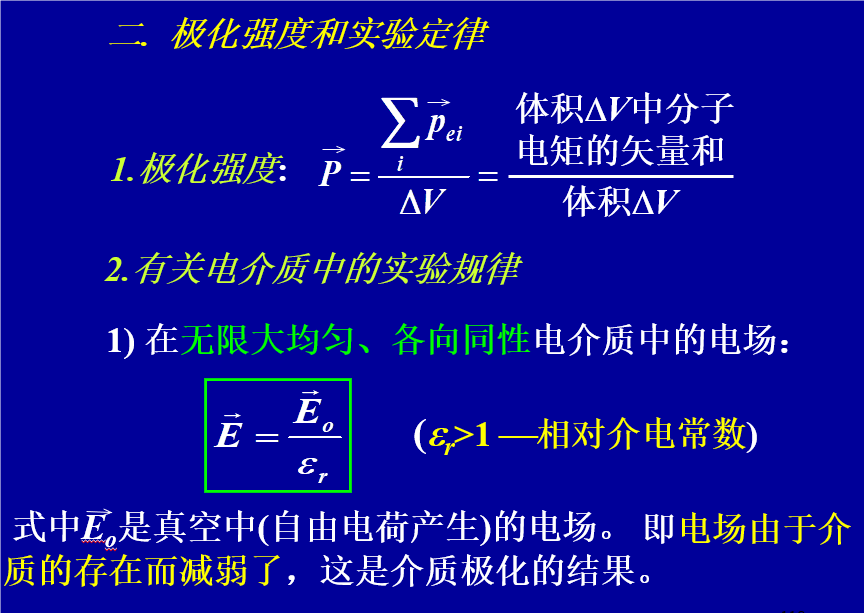 二. 极化强度和实验定律
1.极化强度: $\vec{P} = \frac{\sum_i \vec{p}_{ei}}{\Delta V} = \frac{体积\Delta V中分子电矩的矢量和}{体积\Delta V}$
2.有关电介质中的实验规律
1) 在无限大均匀、各向同性电介质中的电场：
$\vec{E} = \frac{\vec{E}_o}{\varepsilon_r}$ (εr>1 —相对介电常数)
式中$\vec{E}_o$是真空中(自由电荷产生)的电场。即电场由于介
质的存在而减弱了，这是介质极化的结果。